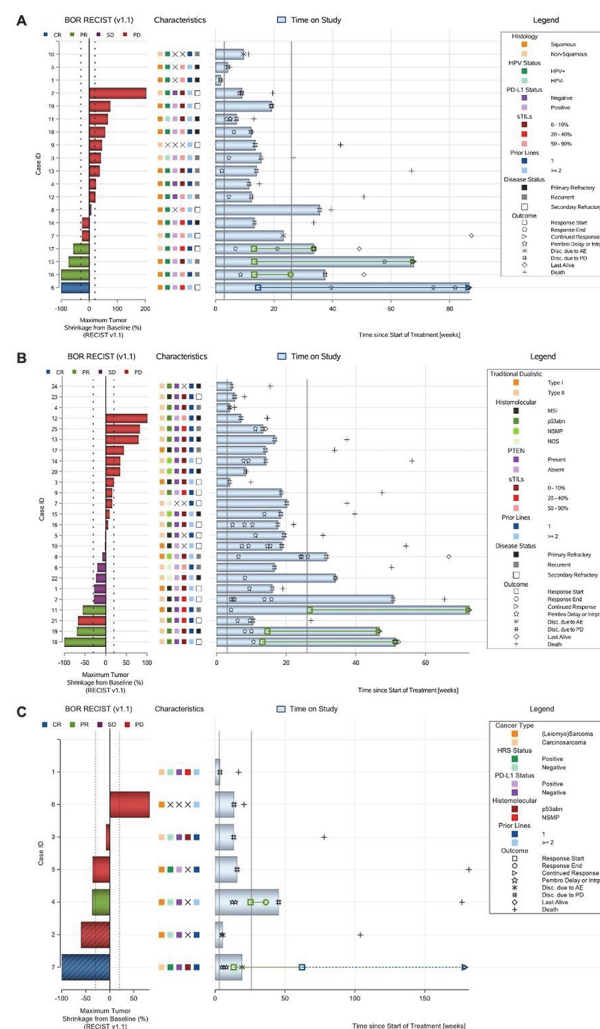 A
BOR RECIST (v1.1)
Characteristics
Time on Study
Legend
CR PR SD PD
Case ID
10
5
1
2
19
11
18
9
3
13
4
12
8
14
7
17
15
16
6
-100 -50 0 50 100 150 200
Maximum Tumor
Shrinkage from Baseline (%)
(RECIST v1.1)
0 20 40 60 80
Time since Start of Treatment [weeks]
Histology
Squamous
Non-Squamous
HPV Status
HPV+
HPV-
PD-L1 Status
Negative
Positive
sTILs
0 - 10%
20 - 40%
50 - 90%
Prior Lines
1
>= 2
Disease Status
Primary Refractory
Recurrent
Secondary Refractory
Outcome
Response Start
Response End
Continued Response
Pembro Delay or Intrpt
Disc. due to AE
Disc. due to PD
Last Alive
Death
B
BOR RECIST (v1.1)
Characteristics
Time on Study
Legend
CR PR SD PD
Case ID
24
23
4
12
25
13
17
14
20
3
9
7
15
16
5
10
8
6
22
1
2
11
21
19
18
-100 -50 0 50 100
Maximum Tumor
Shrinkage from Baseline (%)
(RECIST v1.1)
0 20 40 60
Time since Start of Treatment [weeks]
Traditional Dualistic
Type I
Type II
Histomolecular
MSI
p53abn
NSMP
NOS
PTEN
Present
Absent
sTILs
0 - 10%
20 - 40%
50 - 90%
Prior Lines
1
>= 2
Disease Status
Primary Refractory
Recurrent
Secondary Refractory
Outcome
Response Start
Response End
Continued Response
Pembro Delay or Intrpt
Disc. due to AE
Disc. due to PD
Last Alive
Death
C
BOR RECIST (v1.1)
Characteristics
Time on Study
Legend
CR PR SD PD
Case ID
1
6
3
5
4
2
7
-100 -50 0 50
Maximum Tumor
Shrinkage from Baseline (%)
(RECIST v1.1)
0 50 100 150
Time since Start of Treatment [weeks]
Cancer Type
(Leiomyo)Sarcoma
Carcinosarcoma
HRS Status
Positive
Negative
PD-L1 Status
Positive
Negative
Histomolecular
p53abn
NSMP
Prior Lines
1
>= 2
Outcome
Response Start
Response End
Continued Response
Pembro Delay or Intrpt
Disc. due to AE
Disc. due to PD
Last Alive
Death